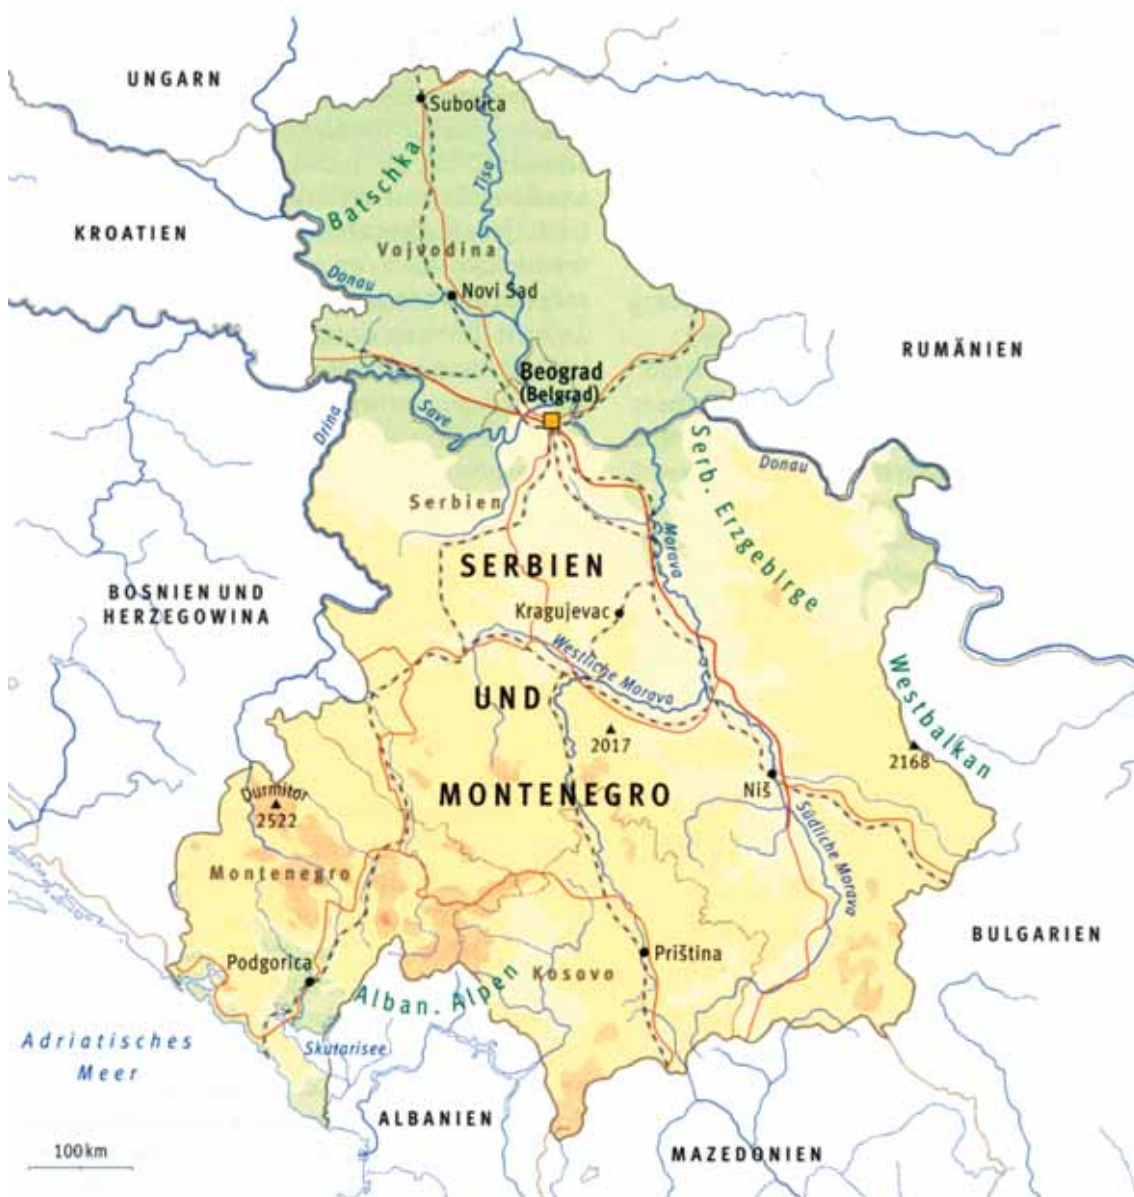 UNGARN
Subotica
Batschka
Tisa
KROATIEN
Vojvodina
Donau
Novi Sad
RUMÄNIEN
Beograd
(Belgrad)
Drina
Save
Serb. Erzgebirge
Donau
Serbien
Morava
SERBIEN
BOSNIEN UND
HERZEGOWINA
Kragujevac
Westliche Morava
Westbalkan
UND
2017
2168
MONTENEGRO
Niš
Durmitor
2522
Südliche Morava
Montenegro
BULGARIEN
Priština
Podgorica
Kosovo
Alban. Alpen
Adriatisches
Meer
Skutarisee
ALBANIEN
MAZEDONIEN
100 km